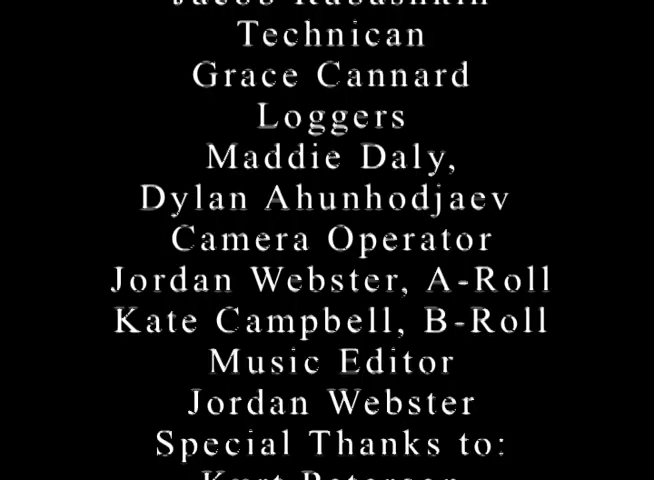 Technican
Grace Cannard
Loggers
Maddie Daly,
Dylan Ahunhodjaev
Camera Operator
Jordan Webster, A-Roll
Kate Campbell, B-Roll
Music Editor
Jordan Webster
Special Thanks to: